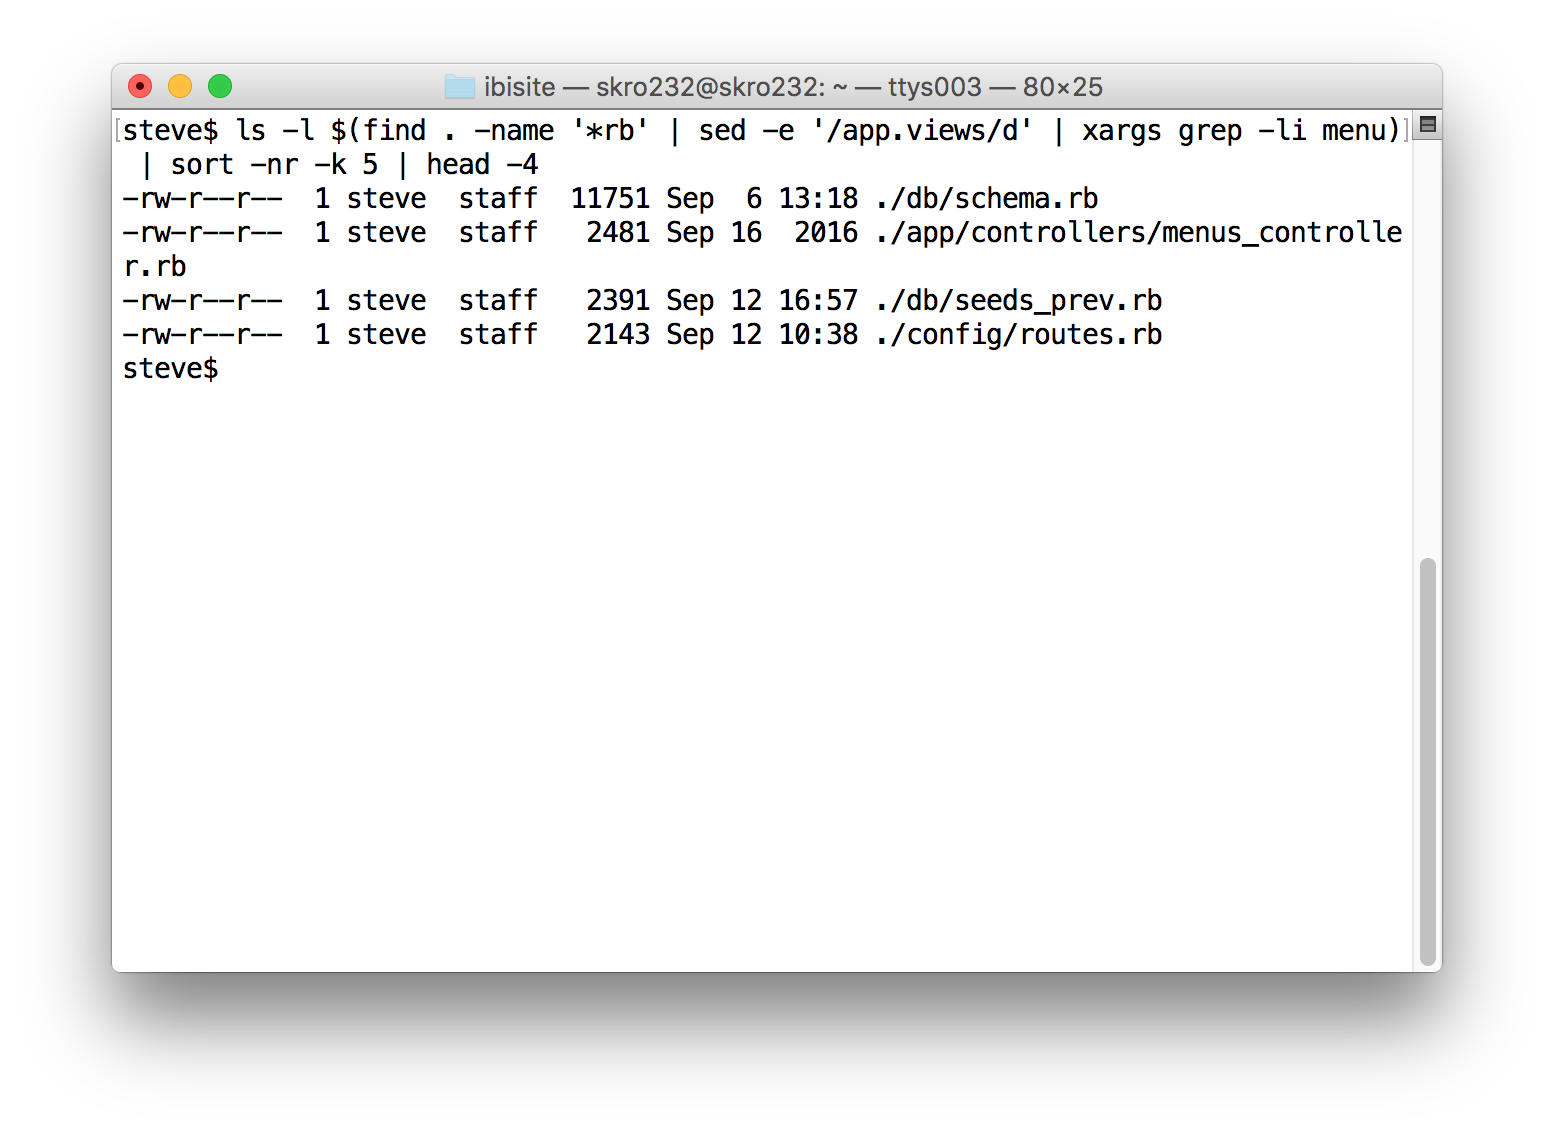 ibisite — skro232@skro232: ~ — ttys003 — 80×25
steve$ ls -l $(find . -name '*rb' | sed -e '/app.views/d' | xargs grep -li menu)
 | sort -nr -k 5 | head -4
-rw-r--r--  1 steve  staff  11751 Sep  6 13:18 ./db/schema.rb
-rw-r--r--  1 steve  staff   2481 Sep 16  2016 ./app/controllers/menus_controlle
r.rb
-rw-r--r--  1 steve  staff   2391 Sep 12 16:57 ./db/seeds_prev.rb
-rw-r--r--  1 steve  staff   2143 Sep 12 10:38 ./config/routes.rb
steve$